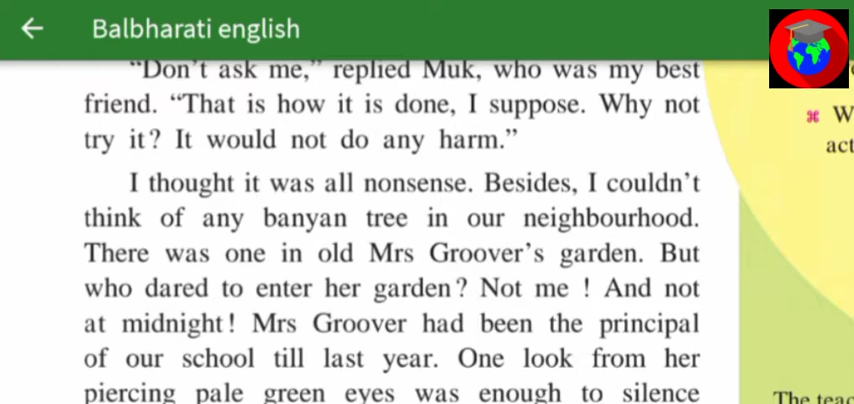 Balbharati english
"Don't ask me," replied Muk, who was my best
friend. "That is how it is done, I suppose. Why not
try it? It would not do any harm."
I thought it was all nonsense. Besides, I couldn't
think of any banyan tree in our neighbourhood.
There was one in old Mrs Groover's garden. But
who dared to enter her garden? Not me ! And not
at midnight! Mrs Groover had been the principal
of our school till last year. One look from her
piercing pale green eyes was enough to silence
⌘ W
act
The teac